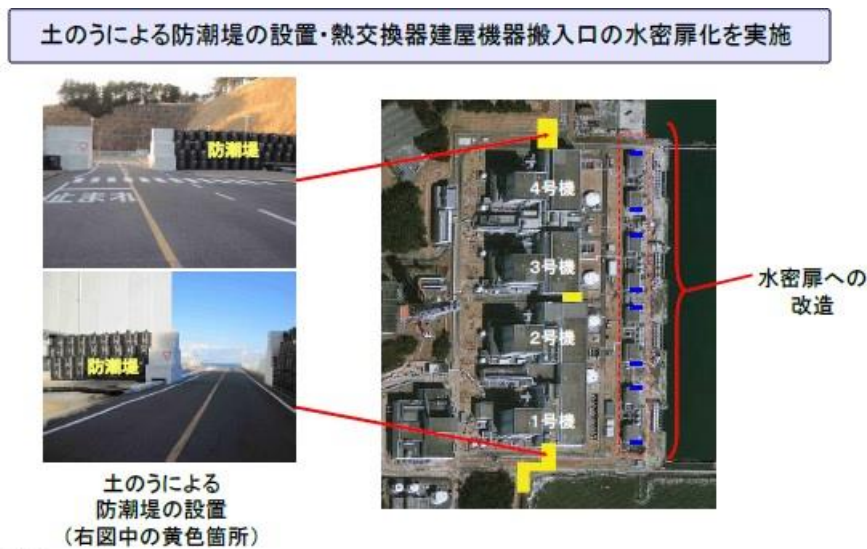 土のうによる防潮堤の設置・熱交換器建屋機器搬入口の水密扉化を実施
防潮堤
止まれ
防潮堤
土のうによる
防潮堤の設置
(右図中の黄色箇所)
4号機
3号機
2号機
1号機
水密扉への
改造